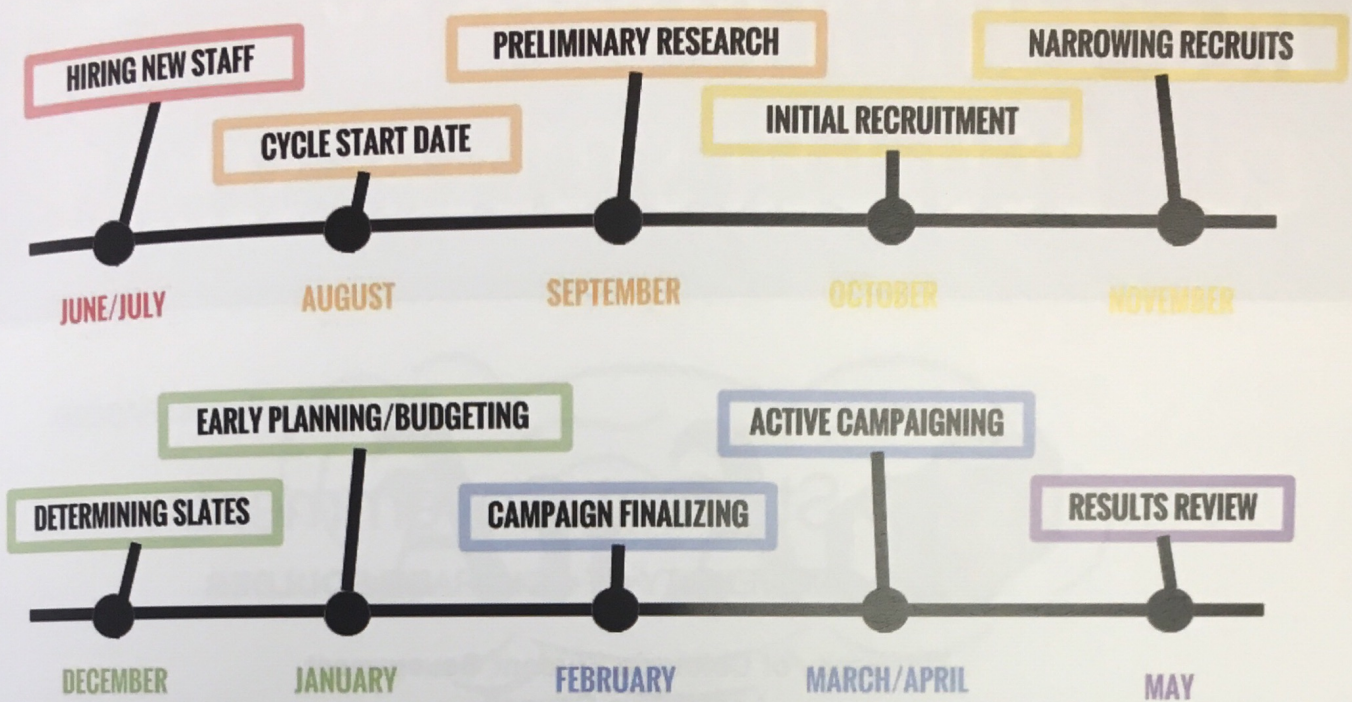 HIRING NEW STAFF
CYCLE START DATE
PRELIMINARY RESEARCH
INITIAL RECRUITMENT
NARROWING RECRUITS
JUNE/JULY
AUGUST
SEPTEMBER
OCTOBER
NOVEMBER
DETERMINING SLATES
EARLY PLANNING/BUDGETING
CAMPAIGN FINALIZING
ACTIVE CAMPAIGNING
RESULTS REVIEW
DECEMBER
JANUARY
FEBRUARY
MARCH/APRIL
MAY